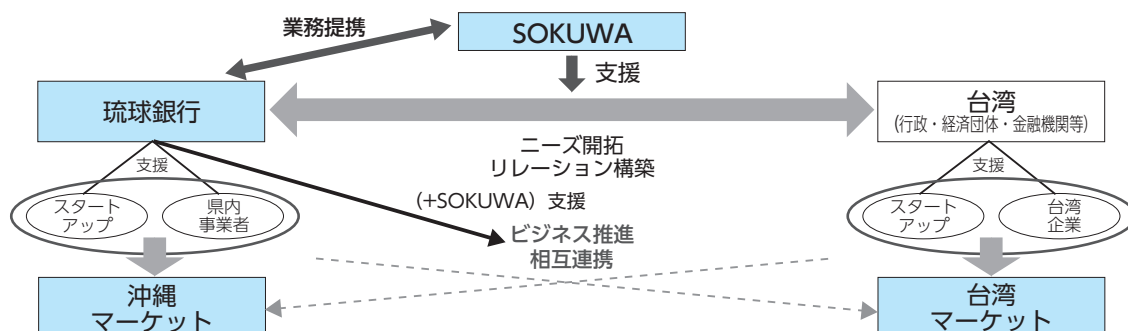 業務提携
SOKUWA
支援
琉球銀行
台湾
(行政・経済団体・金融機関等)
ニーズ開拓
リレーション構築
支援
支援
(+SOKUWA)支援
スタート
アップ
県内
事業者
スタート
アップ
台湾
企業
ビジネス推進
相互連携
沖縄
マーケット
台湾
マーケット